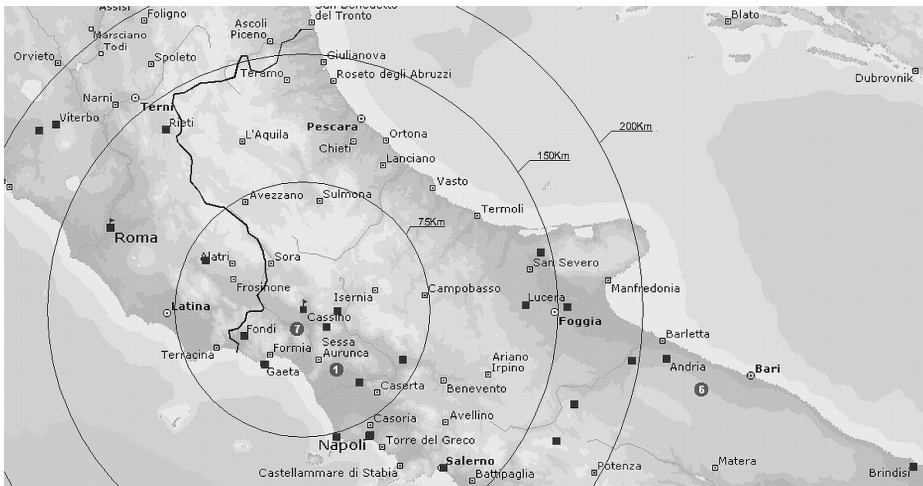 Assisi
Foligno
San Benedetto
del Tronto
Blato
Marsciano
Todi
Ascoli
Piceno
Orvieto
Spoleto
Giulianova
Teramo
Roseto degli Abruzzi
Dubrovnik
Narni
Terni
Viterbo
Rieti
Pescara
L'Aquila
Ortona
200Km
Chieti
Lanciano
150Km
Vasto
Avezzano
Sulmona
Termoli
75Km
Roma
Alatri
Sora
San Severo
Frosinone
Manfredonia
Isernia
Campobasso
Lucera
Latina
Cassino
Foggia
7
Fondi
Barletta
Sessa
Aurunca
Formia
Terracina
Ariano
Irpino
Gaeta
1
Andria
Bari
Caserta
Benevento
6
Casoria
Avellino
Napoli
Torre del Greco
Salerno
Castellammare di Stabia
Battipaglia
Potenza
Matera
Brindisi